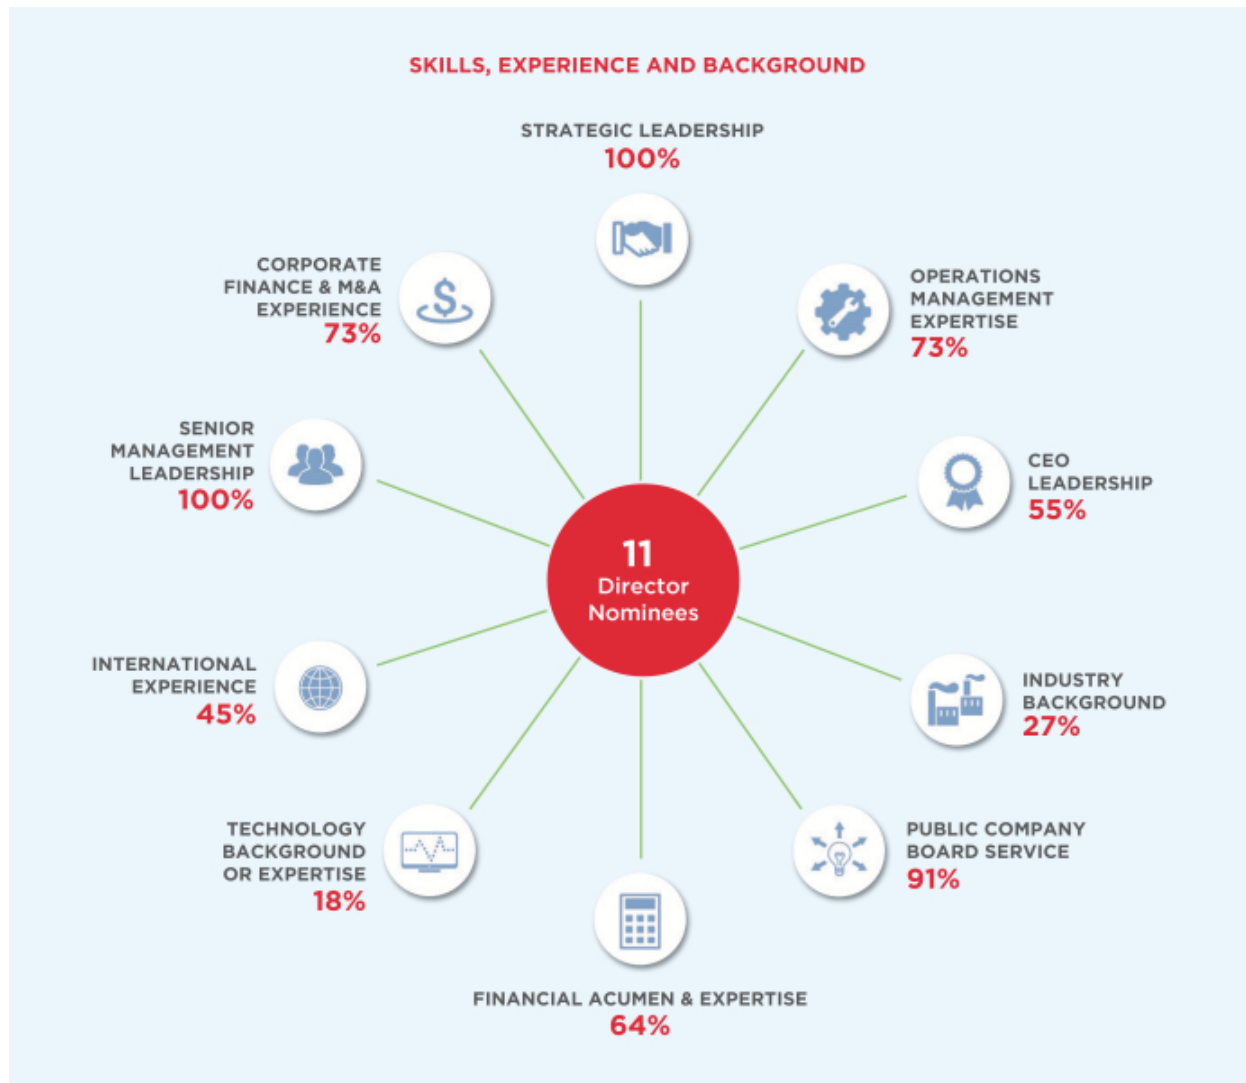 SKILLS, EXPERIENCE AND BACKGROUND
STRATEGIC LEADERSHIP
100%
CORPORATE
FINANCE & M&A
EXPERIENCE
73%
OPERATIONS
MANAGEMENT
EXPERTISE
73%
SENIOR
MANAGEMENT
LEADERSHIP
100%
CEO
LEADERSHIP
55%
11
Director
Nominees
INTERNATIONAL
EXPERIENCE
45%
INDUSTRY
BACKGROUND
27%
TECHNOLOGY
BACKGROUND
OR EXPERTISE
18%
PUBLIC COMPANY
BOARD SERVICE
91%
FINANCIAL ACUMEN & EXPERTISE
64%